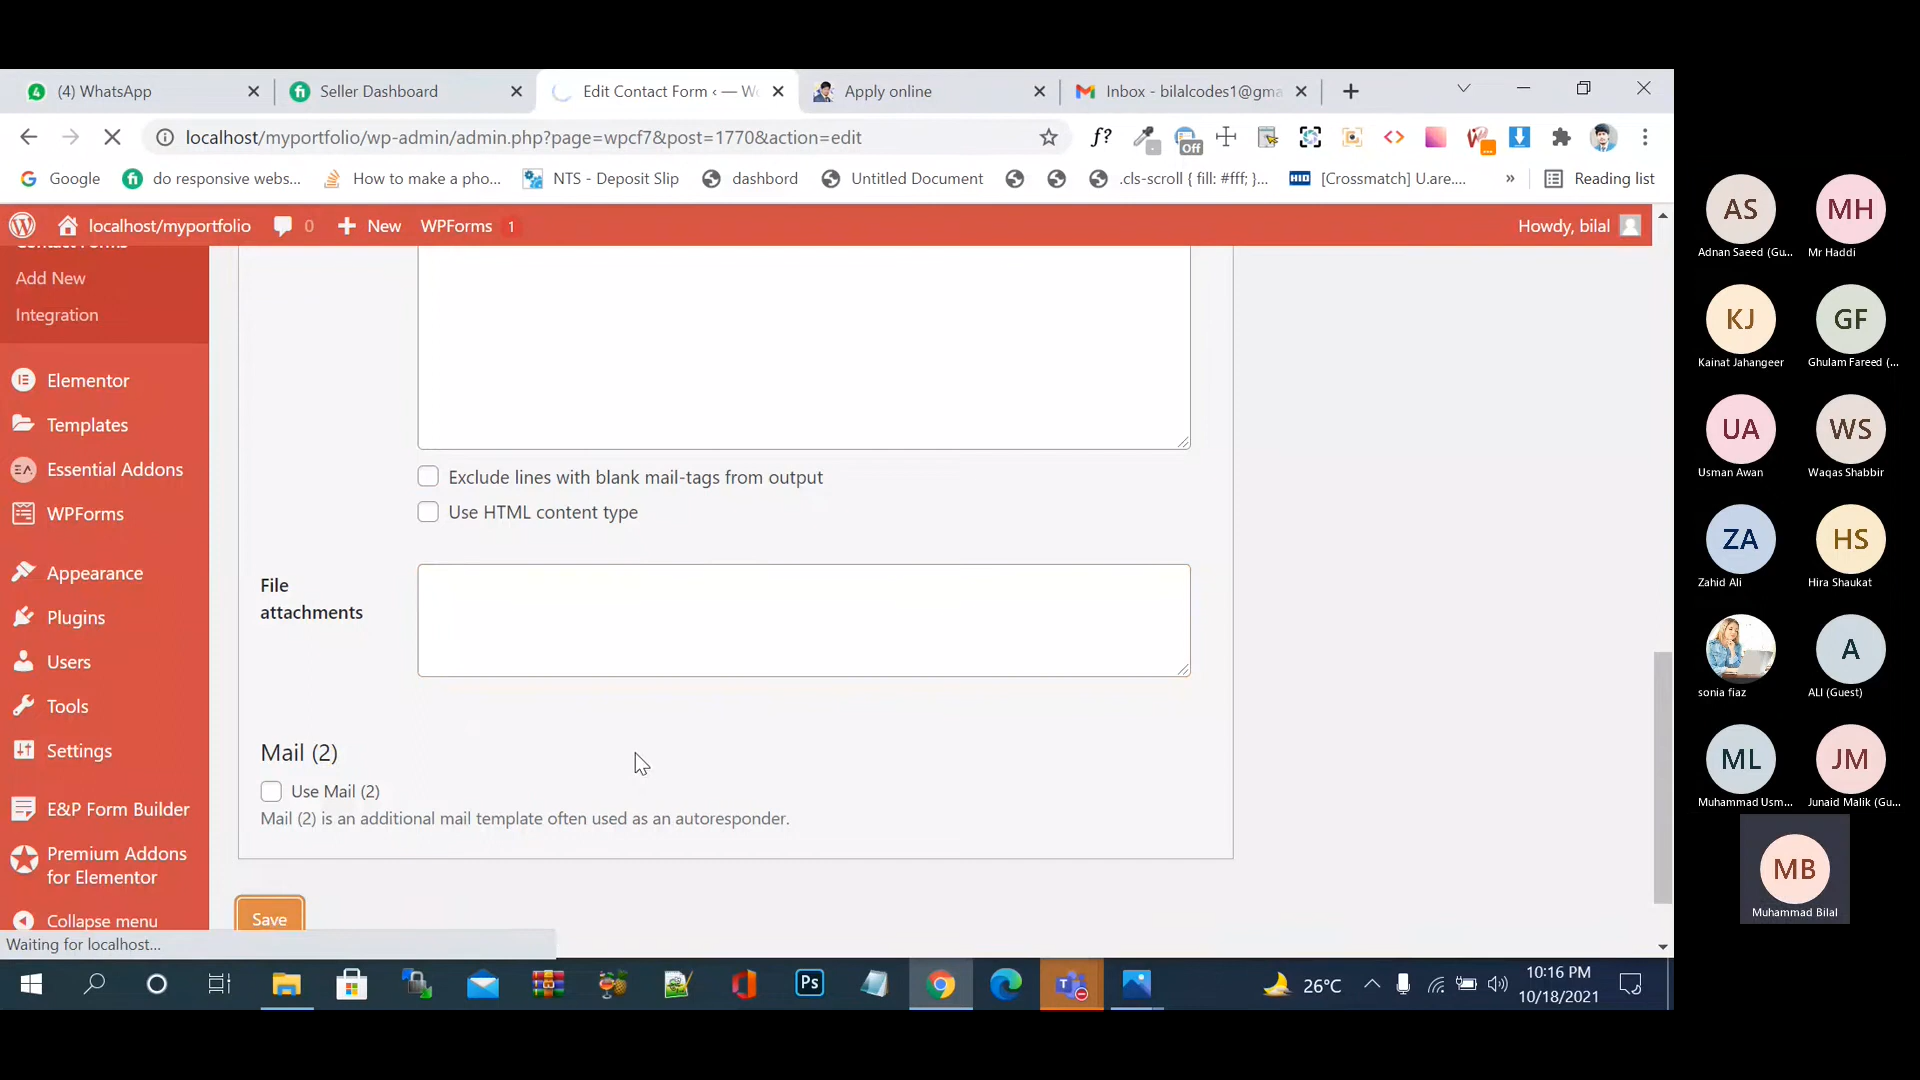 (4) WhatsApp
Seller Dashboard
Edit Contact Form ‹ — Wo
Apply online
Inbox - bilalcodes1@gma
localhost/myportfolio/wp-admin/admin.php?page=wpcf7&post=1770&action=edit
f?
Off
Google
do responsive webs...
How to make a pho...
NTS - Deposit Slip
dashbord
Untitled Document
.cls-scroll { fill: #fff; }...
HID
[Crossmatch] U.are....
»
Reading list
localhost/myportfolio
0
New
WPForms 1
Howdy, bilal
Contact Forms
Add New
Integration
Elementor
Templates
Essential Addons
WPForms
Appearance
Plugins
Users
Tools
Settings
E&P Form Builder
Premium Addons
for Elementor
Collapse menu
Exclude lines with blank mail-tags from output
Use HTML content type
File
attachments
Mail (2)
Use Mail (2)
Mail (2) is an additional mail template often used as an autoresponder.
Save
Waiting for localhost...
Ps
26°C
10:16 PM
10/18/2021
AS
Adnan Saeed (Gu...
MH
Mr Haddi
KJ
Kainat Jahangeer
GF
Ghulam Fareed (...
UA
Usman Awan
WS
Waqas Shabbir
ZA
Zahid Ali
HS
Hira Shaukat
sonia fiaz
A
ALI (Guest)
ML
Muhammad Usm...
JM
Junaid Malik (Gu...
MB
Muhammad Bilal